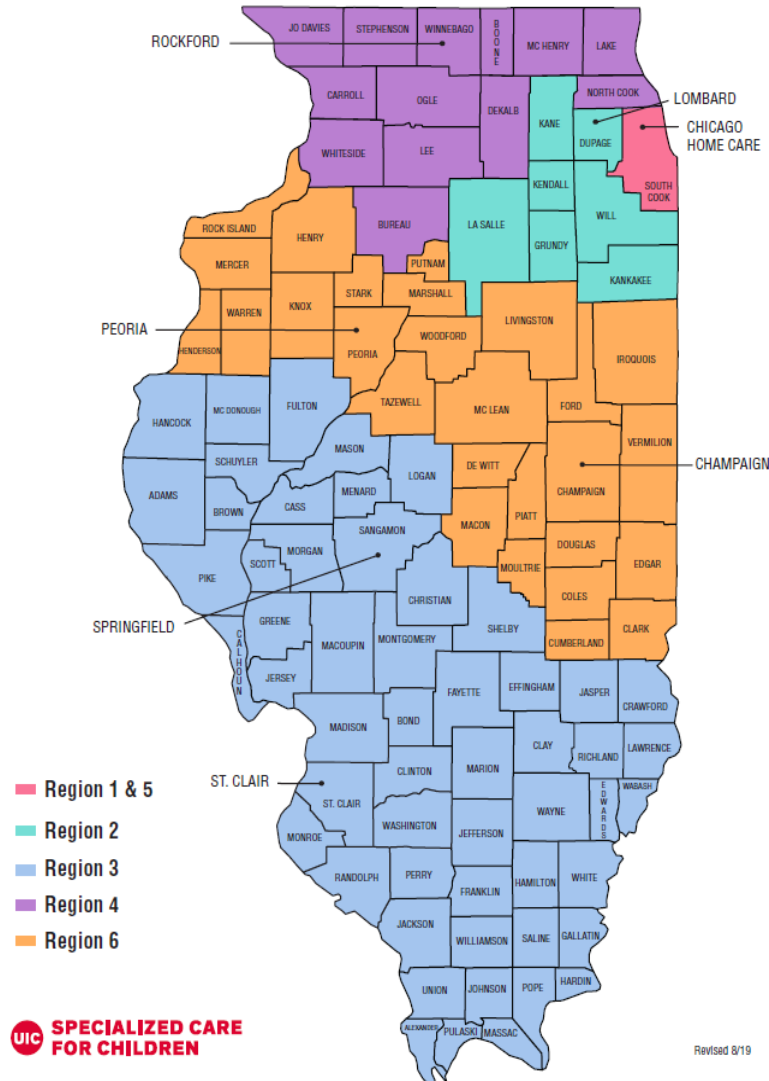 JO DAVIES
STEPHENSON
WINNEBAGO
BOONE
MC HENRY
LAKE
ROCKFORD
CARROLL
OGLE
DEKALB
KANE
NORTH COOK
LOMBARD
DUPAGE
CHICAGO
HOME CARE
WHITESIDE
LEE
KENDALL
SOUTH
COOK
BUREAU
LA SALLE
WILL
ROCK ISLAND
HENRY
GRUNDY
PUTNAM
MERCER
KANKAKEE
STARK
MARSHALL
KNOX
WARREN
LIVINGSTON
PEORIA
WOODFORD
HENDERSON
PEORIA
IROQUOIS
TAZEWELL
MC LEAN
FORD
HANCOCK
MC DONOUGH
FULTON
VERMILION
MASON
SCHUYLER
LOGAN
DE WITT
CHAMPAIGN
ADAMS
MENARD
CHAMPAIGN
BROWN
CASS
PIATT
SANGAMON
MACON
MORGAN
DOUGLAS
SCOTT
EDGAR
PIKE
MOULTRIE
CHRISTIAN
COLES
SPRINGFIELD
GREENE
CALHOUN
MACOUPIN
MONTGOMERY
SHELBY
CUMBERLAND
CLARK
JERSEY
FAYETTE
EFFINGHAM
JASPER
CRAWFORD
MADISON
BOND
CLAY
RICHLAND
LAWRENCE
CLINTON
MARION
ST. CLAIR
EDWARDS
WABASH
ST. CLAIR
WAYNE
WASHINGTON
JEFFERSON
MONROE
RANDOLPH
PERRY
FRANKLIN
HAMILTON
WHITE
JACKSON
WILLIAMSON
SALINE
GALLATIN
UNION
JOHNSON
POPE
HARDIN
ALEXANDER
PULASKI
MASSAC
Region 1 & 5
Region 2
Region 3
Region 4
Region 6
UIC SPECIALIZED CARE
FOR CHILDREN
Revised 8/19